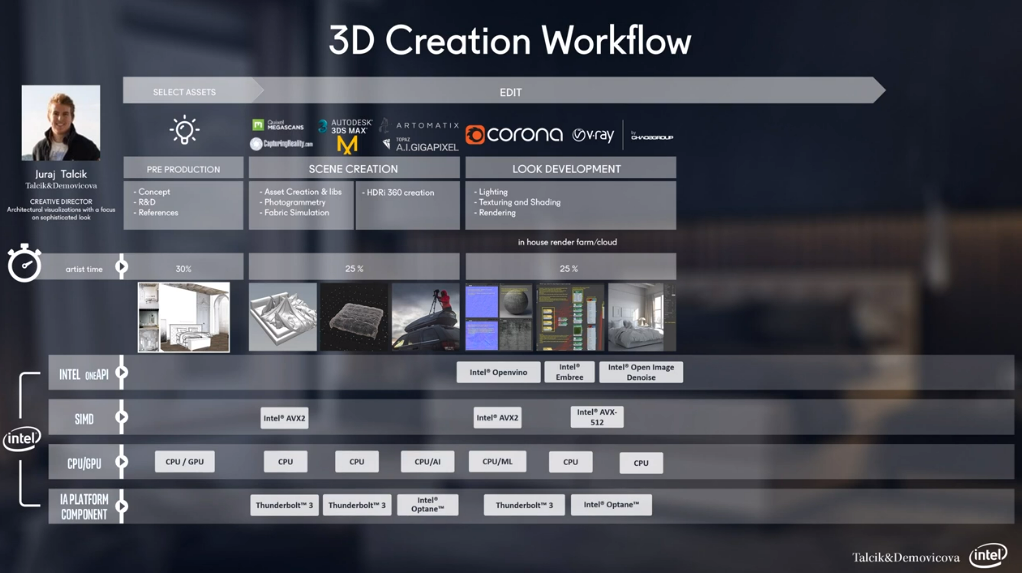 3D Creation Workflow
SELECT ASSETS
EDIT
Quixel
MEGASCANS
CapturingReality.com
AUTODESK
3DS MAX
M
ARTOMATIX
TOPAZ
A.I.GIGAPIXEL
corona
v-ray
by
CHAOSGROUP
Juraj Talcik
Talcik&Demovicova
CREATIVE DIRECTOR
Architectural visualizations with a focus
on sophisticated look
PRE PRODUCTION
- Concept
- R&D
- References
SCENE CREATION
- Asset Creation & libs
- Photogrammetry
- Fabric Simulation
- HDRi 360 creation
LOOK DEVELOPMENT
- Lighting
- Texturing and Shading
- Rendering
in house render farm/cloud
artist time
30%
25 %
25 %
INTEL ONEAPI
Intel® Openvino
Intel®
Embree
Intel® Open Image
Denoise
SIMD
Intel® AVX2
Intel® AVX2
Intel® AVX-
512
intel
CPU/GPU
CPU / GPU
CPU
CPU
CPU/AI
CPU/ML
CPU
CPU
IA PLATFORM
COMPONENT
Thunderbolt™ 3
Thunderbolt™ 3
Intel®
Optane™
Thunderbolt™ 3
Intel® Optane™
Talcik&Demovicova
intel